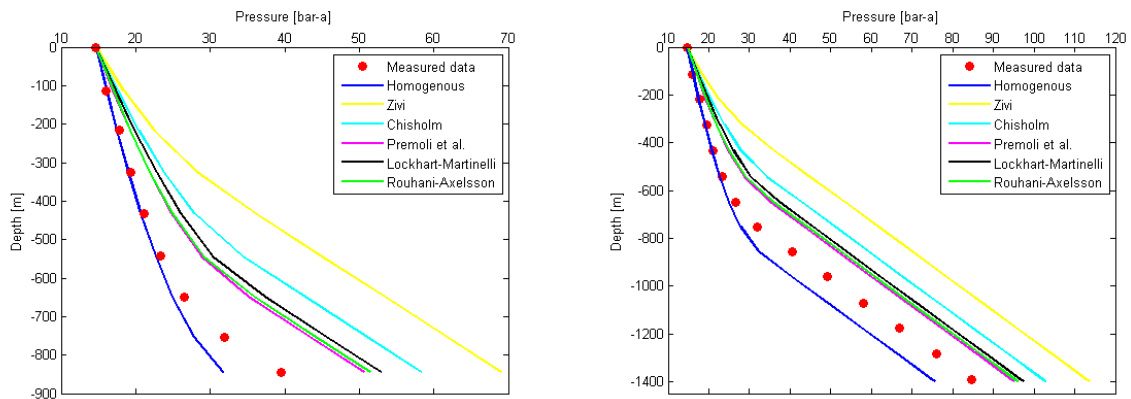 Pressure [bar-a]
10 20 30 40 50 60 70
0
-100
-200
-300
-400
-500
-600
-700
-800
-900
Depth [m]
Measured data
Homogenous
Zivi
Chisholm
Premoli et al.
Lockhart-Martinelli
Rouhani-Axelsson
Pressure [bar-a]
10 20 30 40 50 60 70 80 90 100 110 120
0
-200
-400
-600
-800
-1000
-1200
-1400
Depth [m]
Measured data
Homogenous
Zivi
Chisholm
Premoli et al.
Lockhart-Martinelli
Rouhani-Axelsson